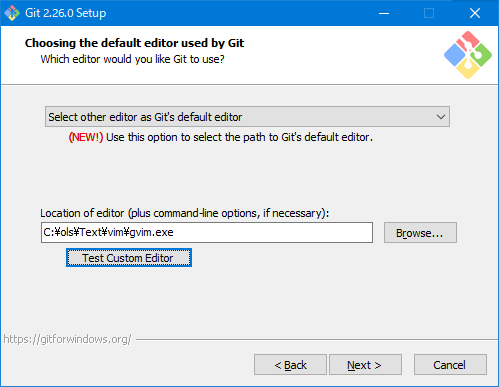 Git 2.26.0 Setup
Choosing the default editor used by Git
Which editor would you like Git to use?
Select other editor as Git's default editor
(NEW!) Use this option to select the path to Git's default editor.
Location of editor (plus command-line options, if necessary):
C:¥ols¥Text¥vim¥gvim.exe
Browse...
Test Custom Editor
https://gitforwindows.org/
< Back
Next >
Cancel